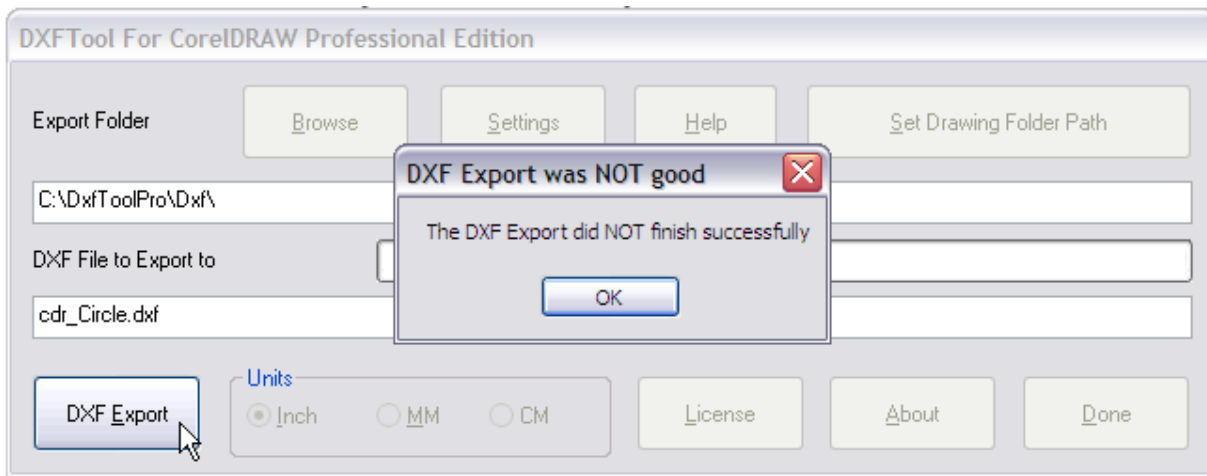 DXFTool For CorelDRAW Professional Edition
Export Folder
Browse
Settings
Help
Set Drawing Folder Path
DXF Export was NOT good
C:\DxfToolPro\Dxf\
The DXF Export did NOT finish successfully
DXF File to Export to
OK
cdr_Circle.dxf
Units
DXF Export
Inch
MM
CM
License
About
Done